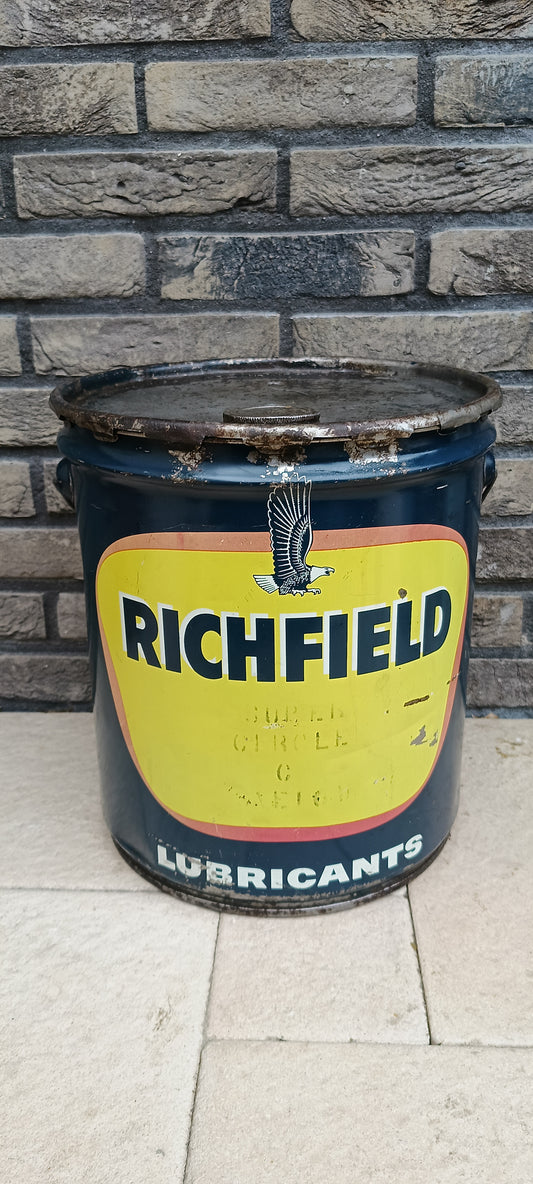 RICHFIELD
SUPER
CIRCLE
C
LUBRICANTS